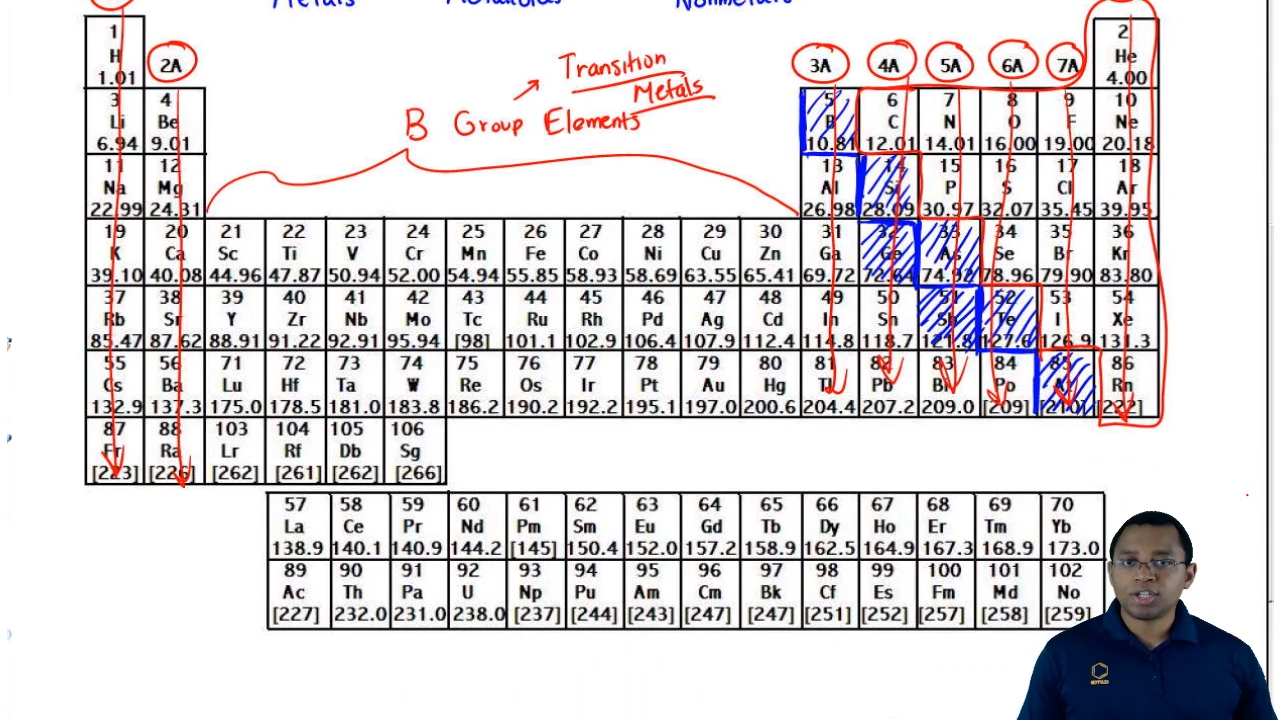 Metals Metalloids Nonmetals
1 2
H He
1.01 4.00
2A 3A 4A 5A 6A 7A
Transition
Metals
B Group Elements
3 4 5 6 7 8 9 10
Li Be B C N O F Ne
6.94 9.01 10.81 12.01 14.01 16.00 19.00 20.18
11 12 13 14 15 16 17 18
Na Mg Al Si P S Cl Ar
22.99 24.31 26.98 28.09 30.97 32.07 35.45 39.95
19 20 21 22 23 24 25 26 27 28 29 30 31 32 33 34 35 36
K Ca Sc Ti V Cr Mn Fe Co Ni Cu Zn Ga Ge As Se Br Kr
39.10 40.08 44.96 47.87 50.94 52.00 54.94 55.85 58.93 58.69 63.55 65.41 69.72 72.64 74.92 78.96 79.90 83.80
37 38 39 40 41 42 43 44 45 46 47 48 49 50 51 52 53 54
Rb Sr Y Zr Nb Mo Tc Ru Rh Pd Ag Cd In Sn Sb Te I Xe
85.47 87.62 88.91 91.22 92.91 95.94 [98] 101.1 102.9 106.4 107.9 112.4 114.8 118.7 121.8 127.6 126.9 131.3
55 56 71 72 73 74 75 76 77 78 79 80 81 82 83 84 85 86
Cs Ba Lu Hf Ta W Re Os Ir Pt Au Hg Tl Pb Bi Po At Rn
132.9 137.3 175.0 178.5 181.0 183.8 186.2 190.2 192.2 195.1 197.0 200.6 204.4 207.2 209.0 [209] [210] [222]
87 88 103 104 105 106
Fr Ra Lr Rf Db Sg
[223] [226] [262] [261] [262] [266]
57 58 59 60 61 62 63 64 65 66 67 68 69 70
La Ce Pr Nd Pm Sm Eu Gd Tb Dy Ho Er Tm Yb
138.9 140.1 140.9 144.2 [145] 150.4 152.0 157.2 158.9 162.5 164.9 167.3 168.9 173.0
89 90 91 92 93 94 95 96 97 98 99 100 101 102
Ac Th Pa U Np Pu Am Cm Bk Cf Es Fm Md No
[227] 232.0 231.0 238.0 [237] [244] [243] [247] [247] [251] [252] [257] [258] [259]